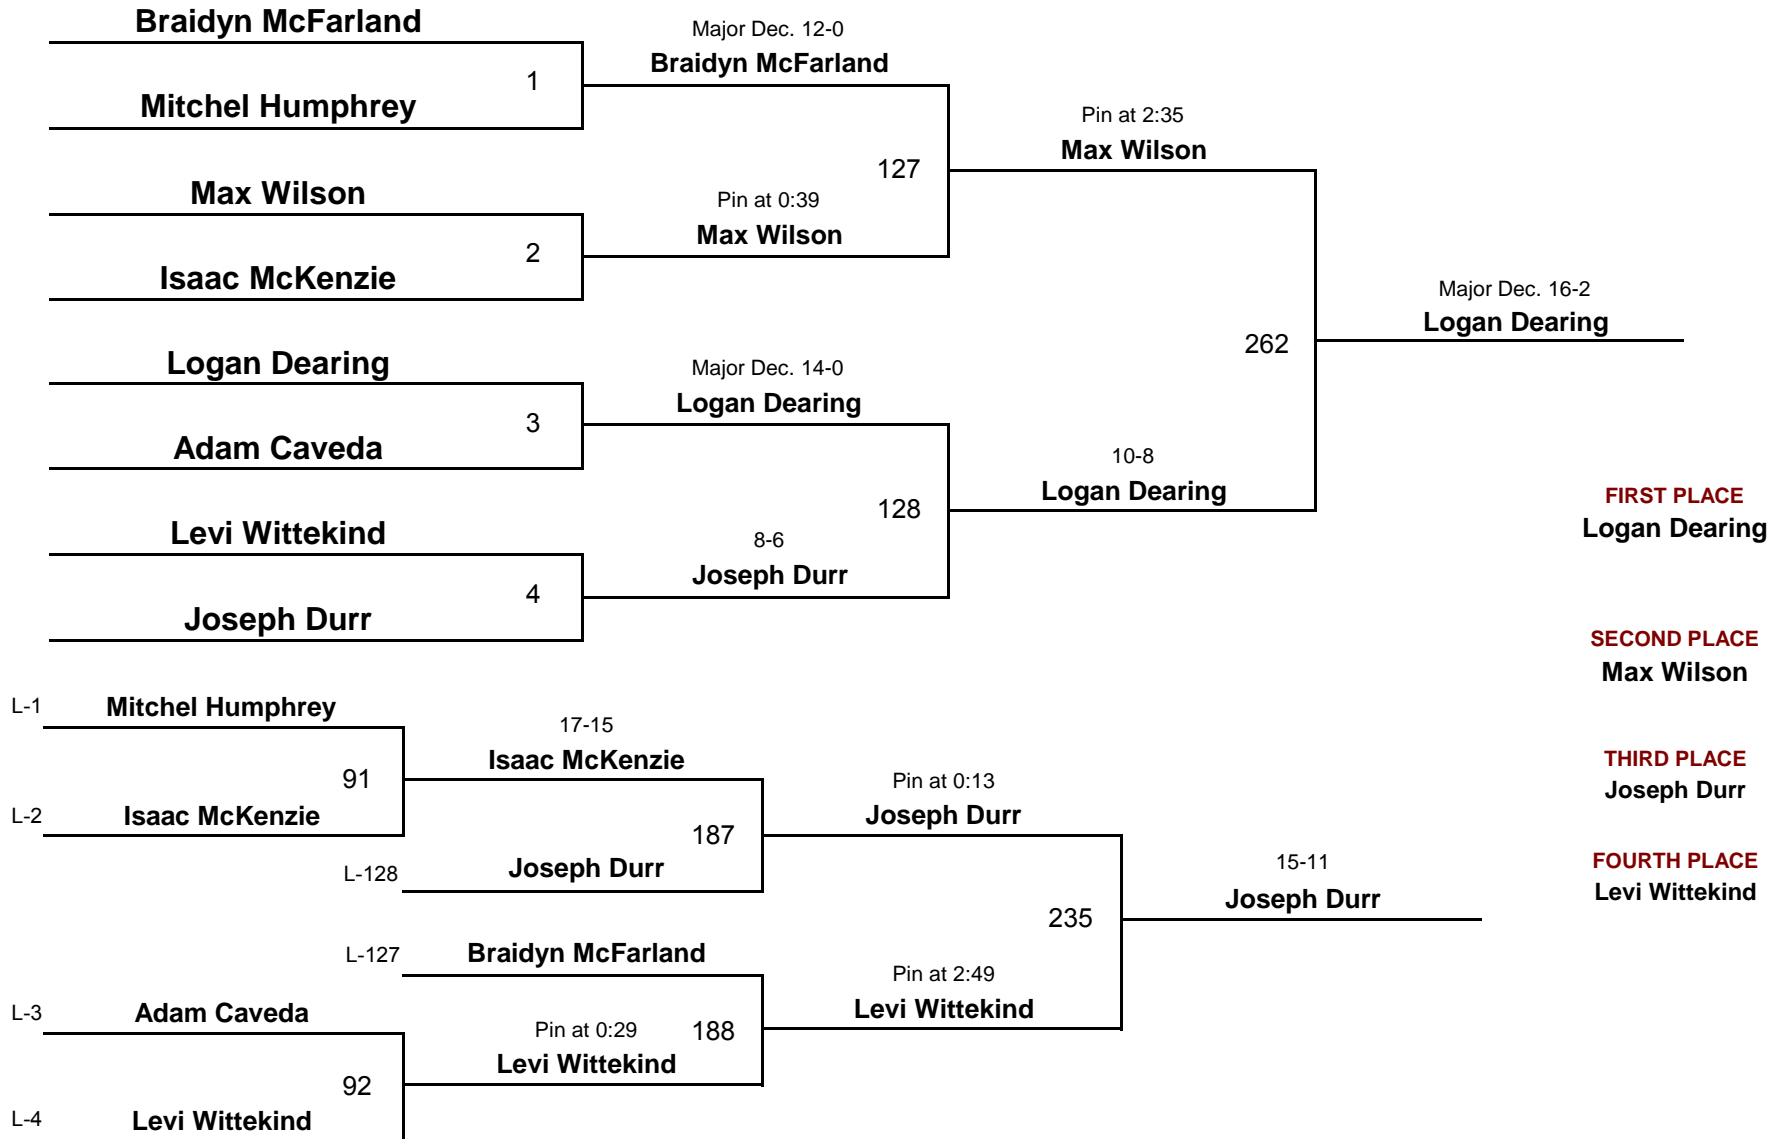 Braidyn McFarland
Major Dec. 12-0
Braidyn McFarland
1
Mitchel Humphrey
Pin at 2:35
Max Wilson
127
Max Wilson
Pin at 0:39
Max Wilson
2
Isaac McKenzie
Major Dec. 16-2
Logan Dearing
262
Logan Dearing
Major Dec. 14-0
Logan Dearing
3
Adam Caveda
10-8
Logan Dearing
128
FIRST PLACE
Logan Dearing
Levi Wittekind
8-6
Joseph Durr
4
Joseph Durr
SECOND PLACE
Max Wilson
L-1
Mitchel Humphrey
17-15
Isaac McKenzie
91
L-2
Isaac McKenzie
Pin at 0:13
Joseph Durr
187
THIRD PLACE
Joseph Durr
L-128
Joseph Durr
15-11
Joseph Durr
FOURTH PLACE
Levi Wittekind
235
L-127
Braidyn McFarland
Pin at 2:49
Levi Wittekind
L-3
Adam Caveda
Pin at 0:29
188
Levi Wittekind
92
L-4
Levi Wittekind